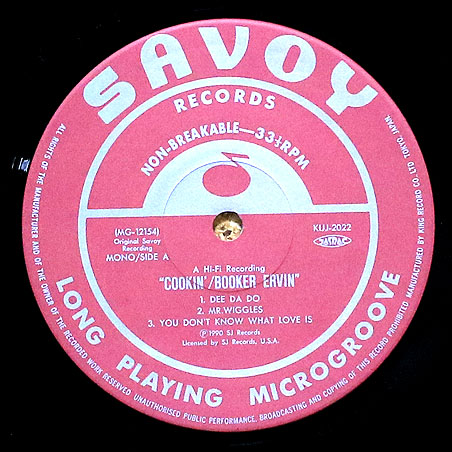 SAVOY
RECORDS
NON-BREAKABLE—33⅓RPM
(MG-12154)
Original Savoy
Recording
MONO/SIDE A
KIJJ-2022
A Hi-Fi Recording
"COOKIN'/BOOKER ERVIN"
1. DEE DA DO
2. MR.WIGGLES
3. YOU DON'T KNOW WHAT LOVE IS
Ⓟ1990 SJ Records
Licensed by SJ Records, U.S.A.
LONG PLAYING MICROGROOVE
ALL RIGHTS OF THE MANUFACTURER AND OF THE OWNER OF THE RECORDED WORK RESERVED UNAUTHORISED PUBLIC PERFORMANCE, BROADCASTING AND COPYING OF THIS RECORD PROHIBITED MANUFACTURED BY KING RECORD CO., LTD. TOKYO, JAPAN